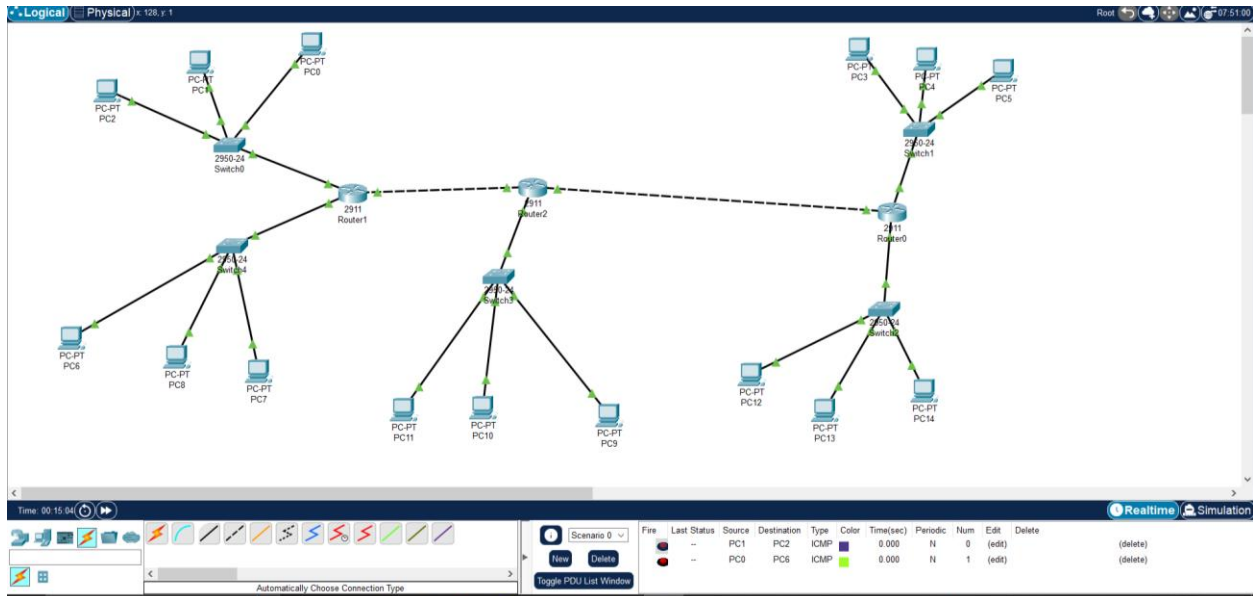 Logical Physical x: 128, y: 1 Root 07:51:00
PC-PT
PC0
PC-PT
PC1
PC-PT
PC2
2950-24
Switch0
PC-PT
PC3
PC-PT
PC4
PC-PT
PC5
2950-24
Switch1
2911
Router1
2911
Router2
2911
Router0
2950-24
Switch4
2950-24
Switch3
2950-24
Switch2
PC-PT
PC6
PC-PT
PC8
PC-PT
PC7
PC-PT
PC11
PC-PT
PC10
PC-PT
PC9
PC-PT
PC12
PC-PT
PC13
PC-PT
PC14
Time: 00:15:04 Realtime Simulation
Scenario 0
New Delete
Toggle PDU List Window
Fire Last Status Source Destination Type Color Time(sec) Periodic Num Edit Delete
-- PC1 PC2 ICMP 0.000 N 0 (edit) (delete)
-- PC0 PC6 ICMP 0.000 N 1 (edit) (delete)
Automatically Choose Connection Type